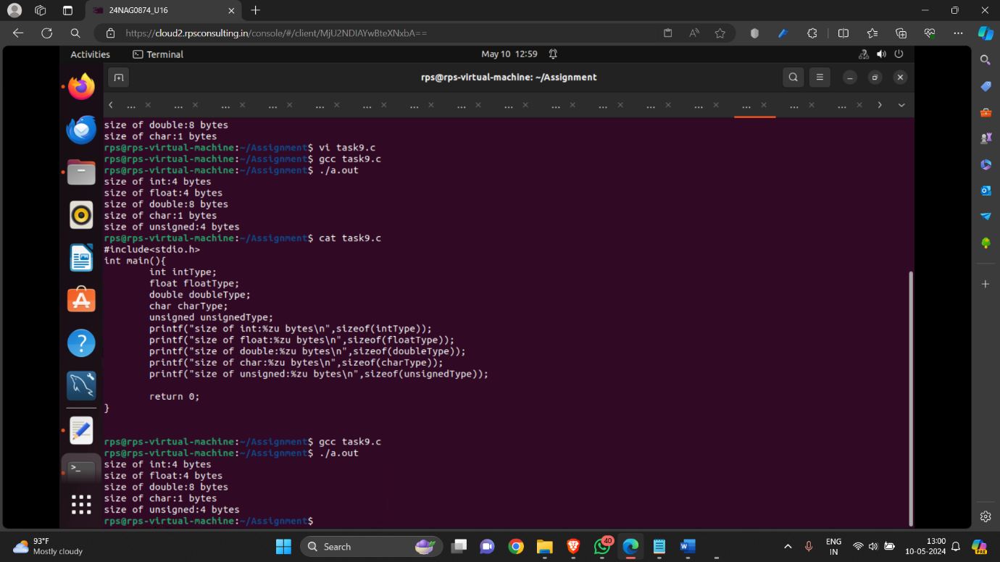 24NAG0874_U16
https://cloud2.rpsconsulting.in/console/#/client/MjU2NDIAYwBteXNxbA==
Activities
Terminal
May 10 12:59
rps@rps-virtual-machine: ~/Assignment
... ... ... ... ... ... ... ... ... ... ... ... ... ... ... ...
size of double:8 bytes
size of char:1 bytes
rps@rps-virtual-machine:~/Assignment$ vi task9.c
rps@rps-virtual-machine:~/Assignment$ gcc task9.c
rps@rps-virtual-machine:~/Assignment$ ./a.out
size of int:4 bytes
size of float:4 bytes
size of double:8 bytes
size of char:1 bytes
size of unsigned:4 bytes
rps@rps-virtual-machine:~/Assignment$ cat task9.c
#include<stdio.h>
int main(){
        int intType;
        float floatType;
        double doubleType;
        char charType;
        unsigned unsignedType;
        printf("size of int:%zu bytes\n",sizeof(intType));
        printf("size of float:%zu bytes\n",sizeof(floatType));
        printf("size of double:%zu bytes\n",sizeof(doubleType));
        printf("size of char:%zu bytes\n",sizeof(charType));
        printf("size of unsigned:%zu bytes\n",sizeof(unsignedType));
        return 0;
}
rps@rps-virtual-machine:~/Assignment$ gcc task9.c
rps@rps-virtual-machine:~/Assignment$ ./a.out
size of int:4 bytes
size of float:4 bytes
size of double:8 bytes
size of char:1 bytes
size of unsigned:4 bytes
rps@rps-virtual-machine:~/Assignment$
93°F
Mostly cloudy
Search
40
ENG
IN
13:00
10-05-2024
PRE